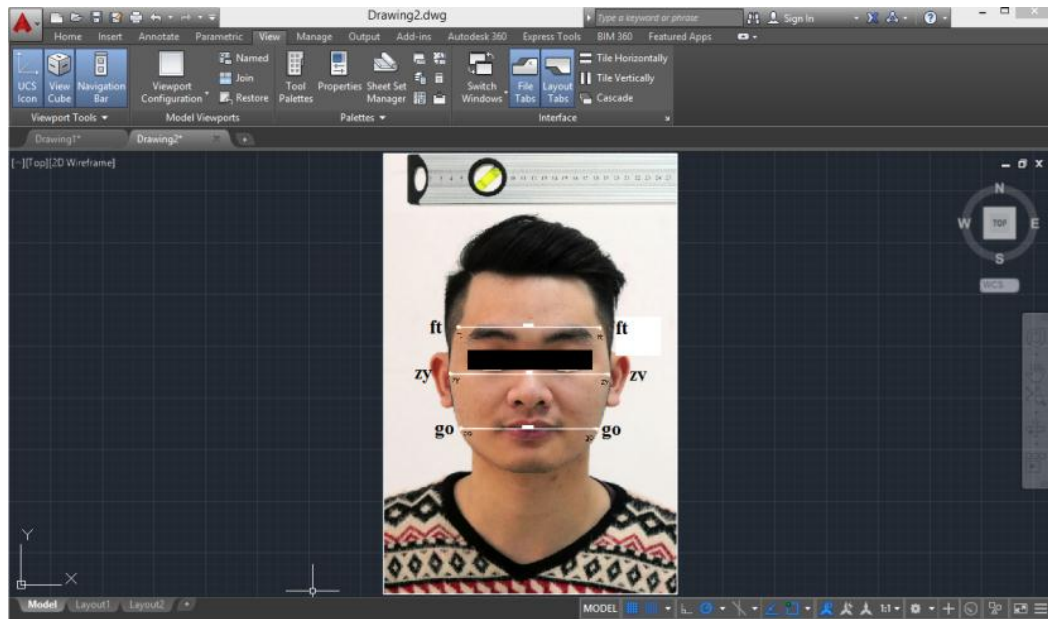 Drawing2.dwg
Type a keyword or phrase
Sign In
Home Insert Annotate Parametric View Manage Output Add-ins Autodesk 360 Express Tools BIM 360 Featured Apps
UCS Icon
View Cube
Navigation Bar
Viewport Configuration
Named
Join
Restore
Tool Palettes
Properties
Sheet Set Manager
Switch Windows
File Tabs
Layout Tabs
Tile Horizontally
Tile Vertically
Cascade
Viewport Tools
Model Viewports
Palettes
Interface
Drawing1*
Drawing2*
[-][Top][2D Wireframe]
N
W
TOP
E
S
WCS
ft
ft
zy
zv
zy
zy
go
go
Y
X
Model Layout1 Layout2
MODEL
1:1